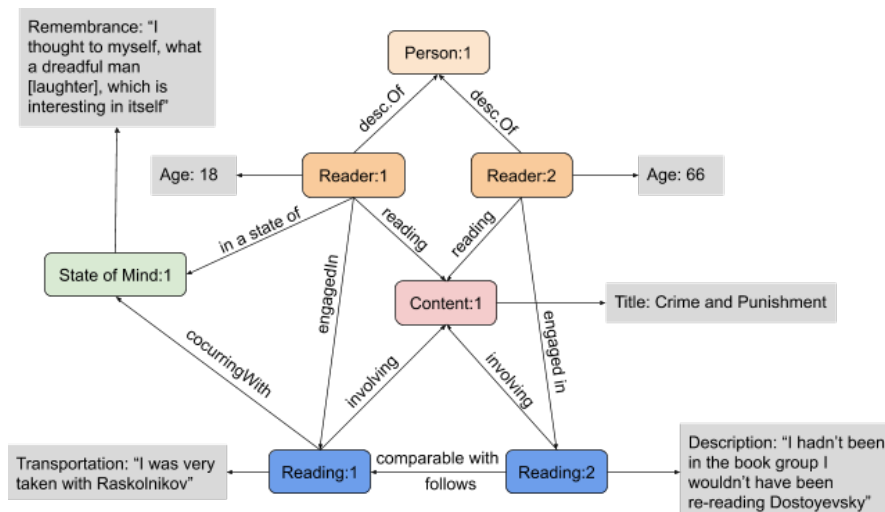 Remembrance: “I
thought to myself, what
a dreadful man
[laughter], which is
interesting in itself”
Person:1
desc.Of
desc.Of
Age: 18
Reader:1
Reader:2
Age: 66
in a state of
reading
reading
State of Mind:1
engagedIn
Content:1
engaged in
Title: Crime and Punishment
cocurringWith
involving
involving
Transportation: “I was very
taken with Raskolnikov”
Reading:1
comparable with
follows
Reading:2
Description: “I hadn’t been
in the book group I
wouldn’t have been
re-reading Dostoyevsky”